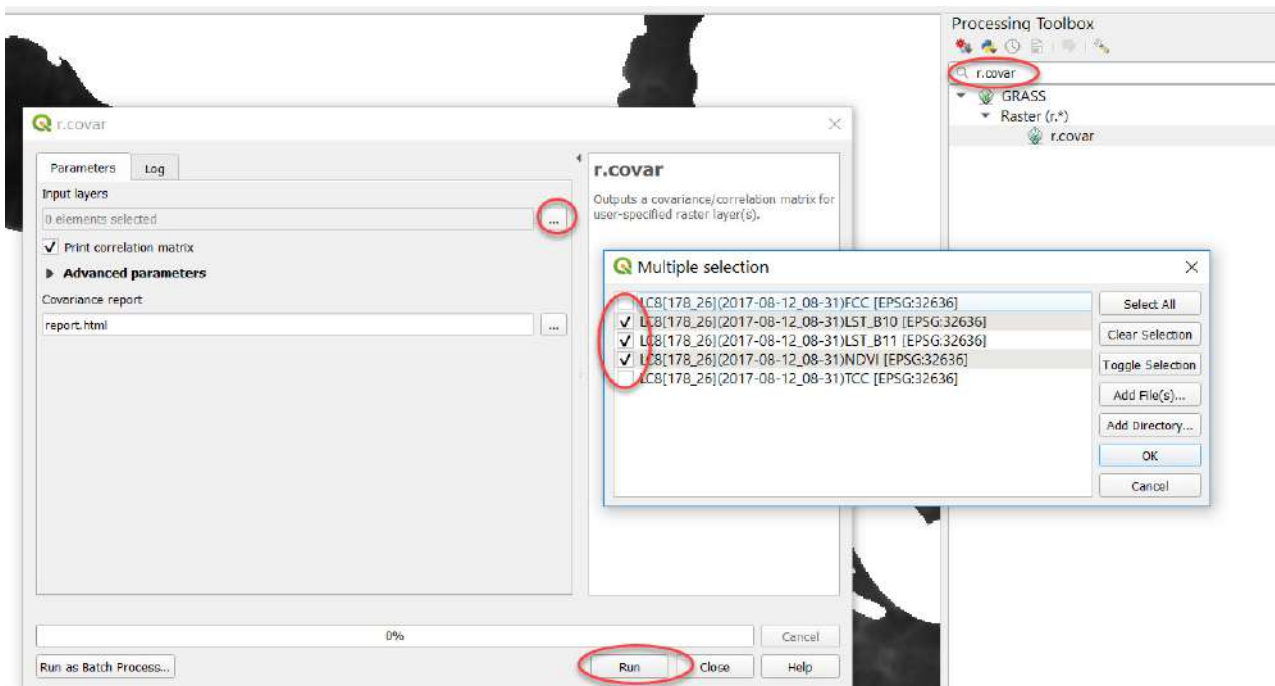 Processing Toolbox
r.covar
GRASS
Raster (r.*)
r.covar
r.covar
Parameters
Log
Input layers
0 elements selected
...
Print correlation matrix
Advanced parameters
Covariance report
report.html
...
r.covar
Outputs a covariance/correlation matrix for
user-specified raster layer(s).
Multiple selection
LC8[178_26](2017-08-12_08-31)FCC [EPSG:32636]
LC8[178_26](2017-08-12_08-31)LST_B10 [EPSG:32636]
LC8[178_26](2017-08-12_08-31)LST_B11 [EPSG:32636]
LC8[178_26](2017-08-12_08-31)NDVI [EPSG:32636]
LC8[178_26](2017-08-12_08-31)TCC [EPSG:32636]
Select All
Clear Selection
Toggle Selection
Add File(s)...
Add Directory...
OK
Cancel
0%
Cancel
Run as Batch Process...
Run
Close
Help